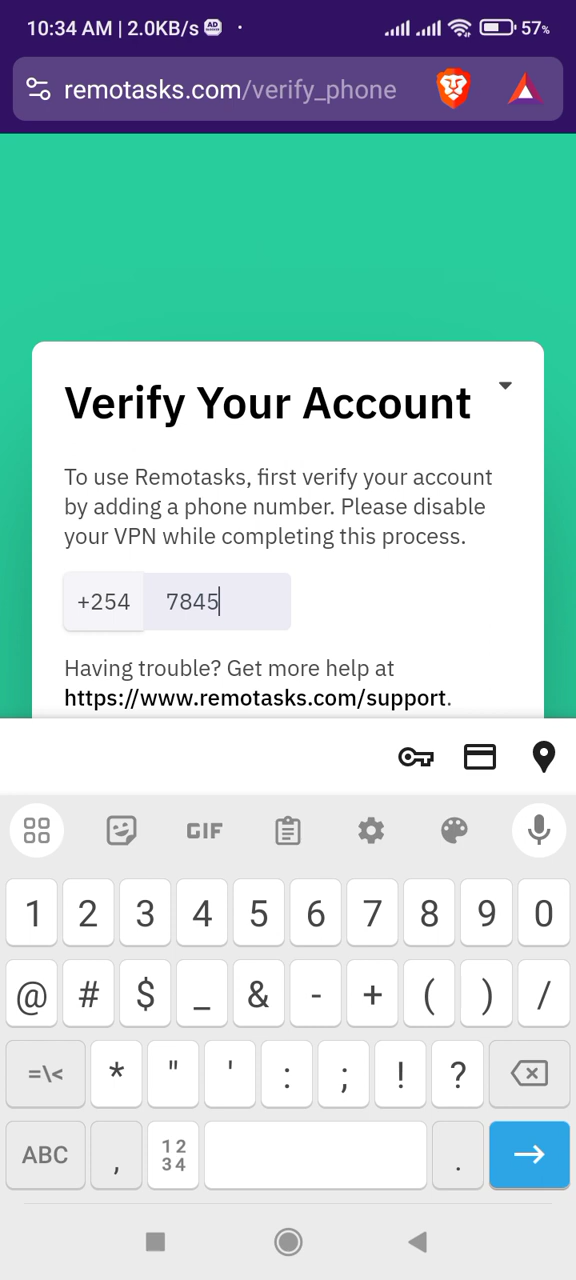 10:34 AM | 2.0KB/s AD · 57%
remotasks.com/verify_phone
Verify Your Account
To use Remotasks, first verify your account
by adding a phone number. Please disable
your VPN while completing this process.
+254 7845
Having trouble? Get more help at
https://www.remotasks.com/support.
GIF
1 2 3 4 5 6 7 8 9 0
@ # $ _ & - + ( ) /
=\< * " ' : ; ! ?
ABC , 12 .
34